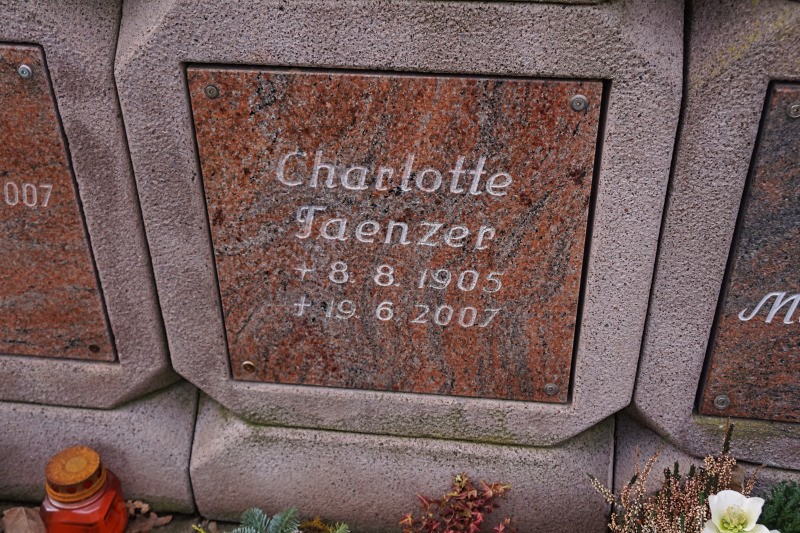 007
Charlotte
Taenzer
+ 8. 8. 1905
+ 19. 6. 2007
M